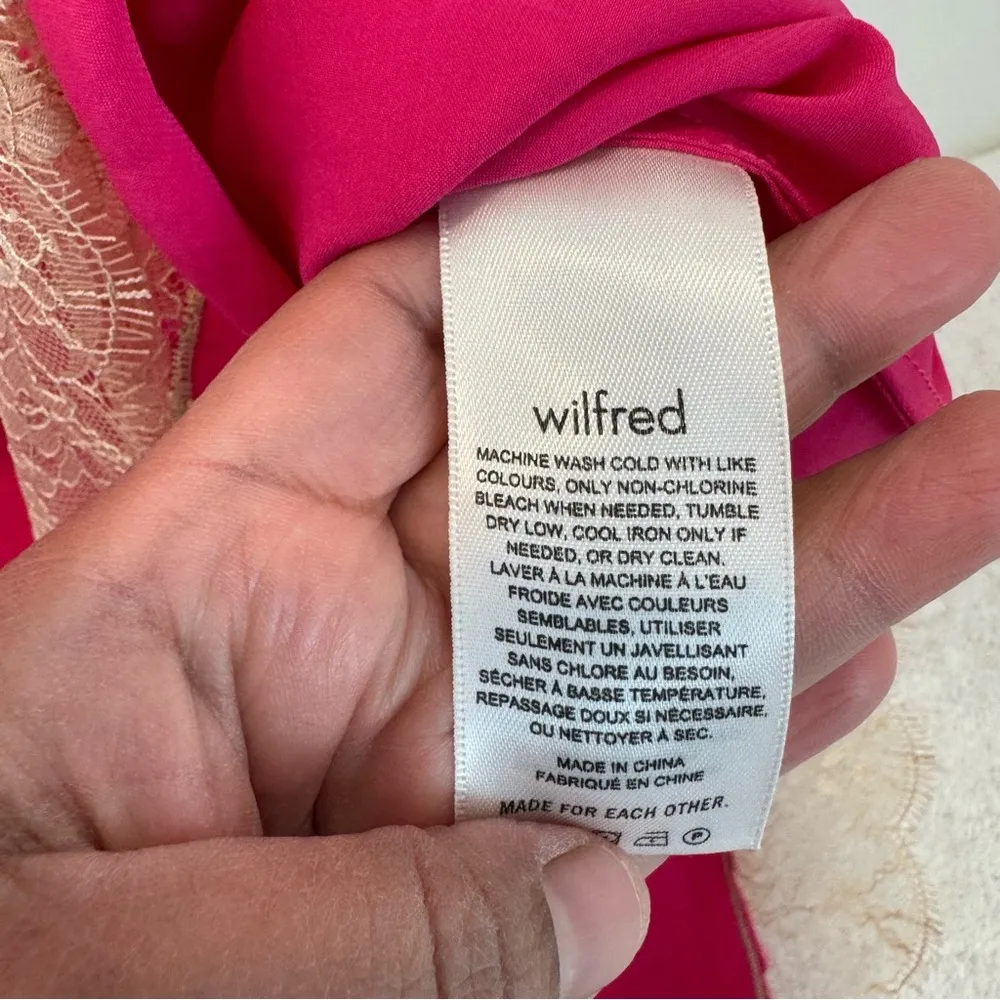 wilfred
MACHINE WASH COLD WITH LIKE
COLOURS, ONLY NON-CHLORINE
BLEACH WHEN NEEDED, TUMBLE
DRY LOW, COOL IRON ONLY IF
NEEDED, OR DRY CLEAN.
LAVER À LA MACHINE À L'EAU
FROIDE AVEC COULEURS
SEMBLABLES, UTILISER
SEULEMENT UN JAVELLISANT
SANS CHLORE AU BESOIN,
SÉCHER À BASSE TEMPÉRATURE,
REPASSAGE DOUX SI NÉCESSAIRE,
OU NETTOYER À SEC.
MADE IN CHINA
FABRIQUÉ EN CHINE
MADE FOR EACH OTHER.
P